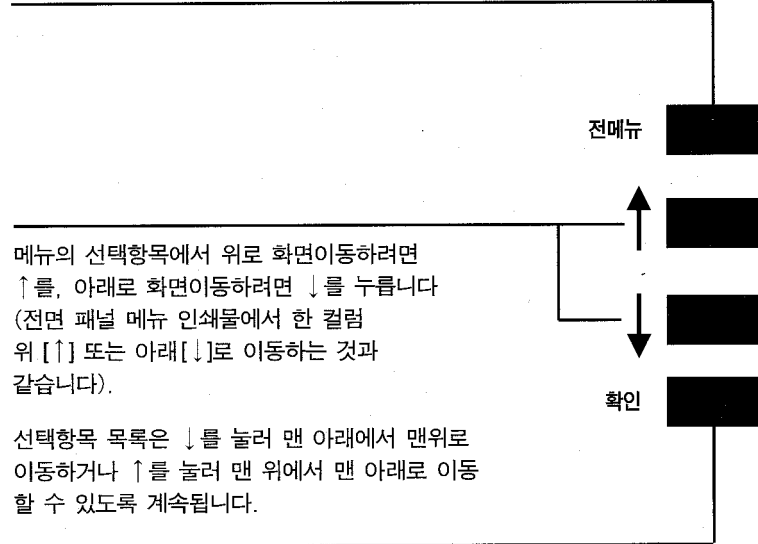 전메뉴
메뉴의 선택항목에서 위로 화면이동하려면
↑를, 아래로 화면이동하려면 ↓를 누릅니다
(전면 패널 메뉴 인쇄물에서 한 컬럼
위 [↑] 또는 아래[↓]로 이동하는 것과
같습니다).
확인
선택항목 목록은 ↓를 눌러 맨 아래에서 맨위로
이동하거나 ↑를 눌러 맨 위에서 맨 아래로 이동
할 수 있도록 계속됩니다.